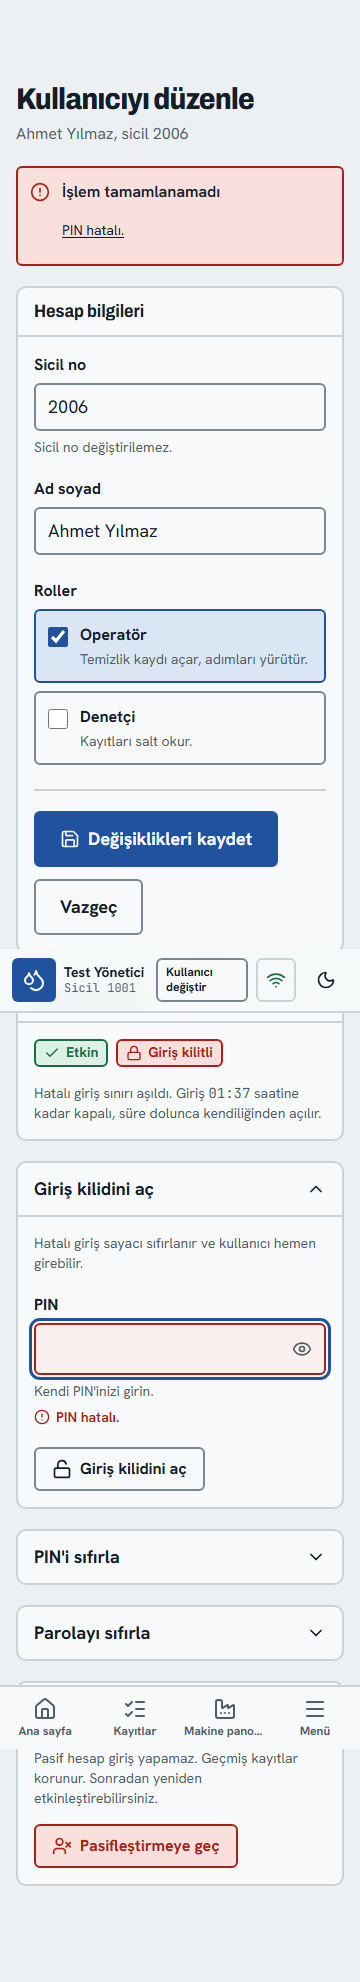 Kullanıcıyı düzenle
Ahmet Yılmaz, sicil 2006
İşlem tamamlanamadı
PIN hatalı.
Hesap bilgileri
Sicil no
2006
Sicil no değiştirilemez.
Ad soyad
Ahmet Yılmaz
Roller
Operatör
Temizlik kaydı açar, adımları yürütür.
Denetçi
Kayıtları salt okur.
Değişiklikleri kaydet
Vazgeç
Test Yönetici
Sicil 1001
Kullanıcı
değiştir
Etkin
Giriş kilitli
Hatalı giriş sınırı aşıldı. Giriş 01:37 saatine
kadar kapalı, süre dolunca kendiliğinden açılır.
Giriş kilidini aç
Hatalı giriş sayacı sıfırlanır ve kullanıcı hemen
girebilir.
PIN
Kendi PIN'inizi girin.
PIN hatalı.
Giriş kilidini aç
PIN'i sıfırla
Parolayı sıfırla
Ana sayfa
Kayıtlar
Makine pano...
Menü
Pasif hesap giriş yapamaz. Geçmiş kayıtlar
korunur. Sonradan yeniden
etkinleştirebilirsiniz.
Pasifleştirmeye geç